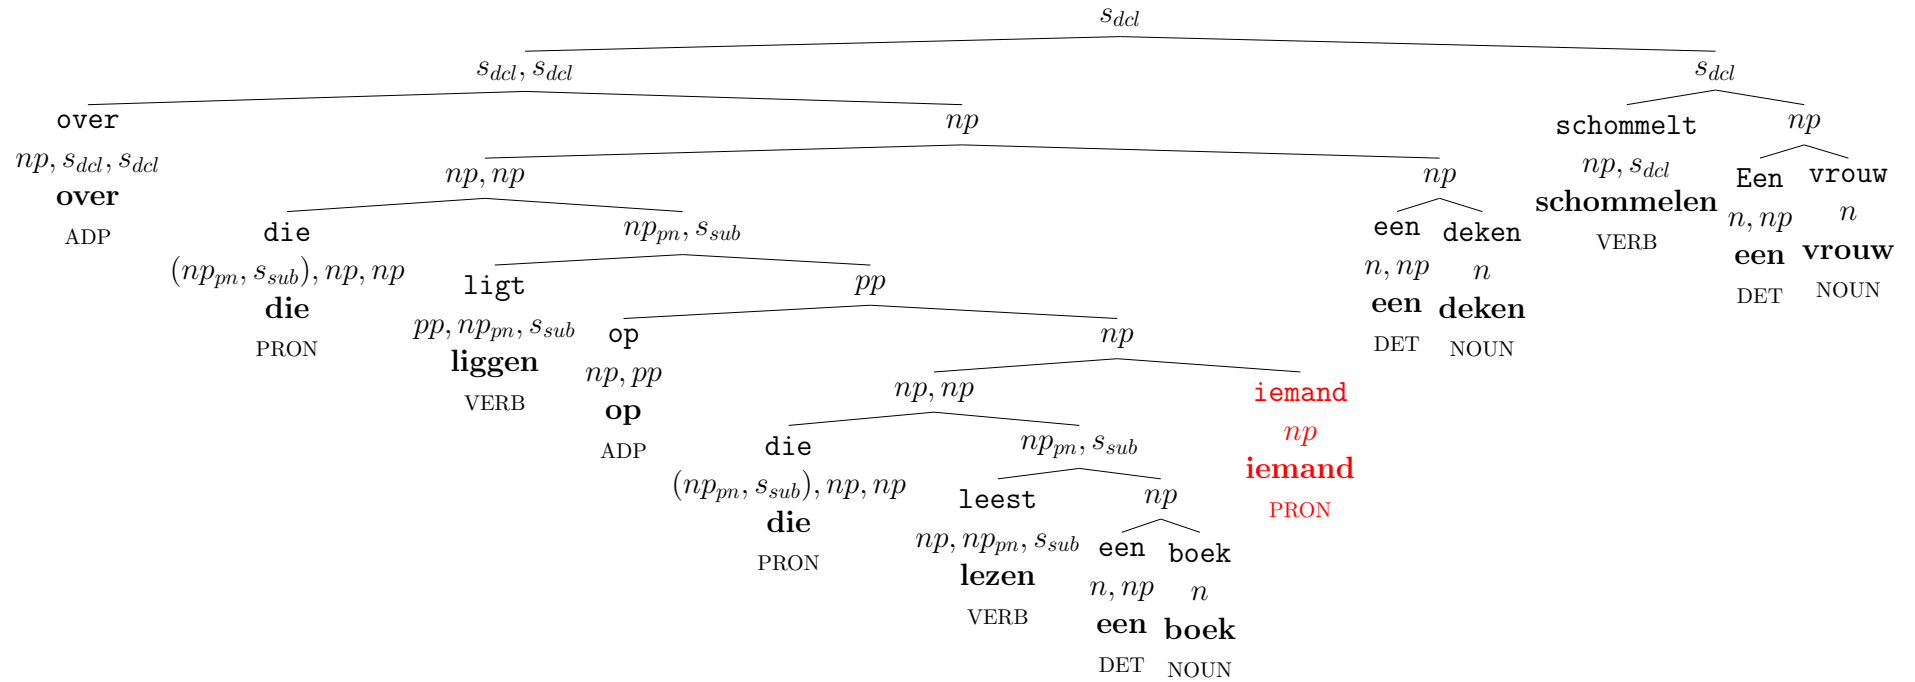 s_dcl
s_dcl, s_dcl s_dcl
over np schommelt np
np, s_dcl, s_dcl np, np np np, s_dcl Een vrouw
over die np_pn, s_sub een deken schommelen n, np n
ADP (np_pn, s_sub), np, np ligt pp n, np n VERB een vrouw
die pp, np_pn, s_sub op np een deken DET NOUN
PRON liggen np, pp np, np iemand DET NOUN
VERB op die np_pn, s_sub np
ADP (np_pn, s_sub), np, np leest np iemand
die np, np_pn, s_sub een boek PRON
PRON lezen n, np n
VERB een boek
DET NOUN